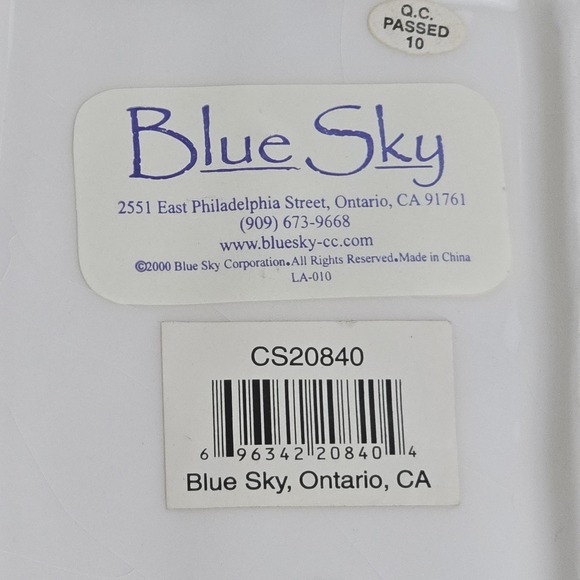 Q.C.
PASSED
10
Blue Sky
2551 East Philadelphia Street, Ontario, CA 91761
(909) 673-9668
www.bluesky-cc.com
©2000 Blue Sky Corporation.All Rights Reserved.Made in China
LA-010
CS20840
6 96342 20840 4
Blue Sky, Ontario, CA